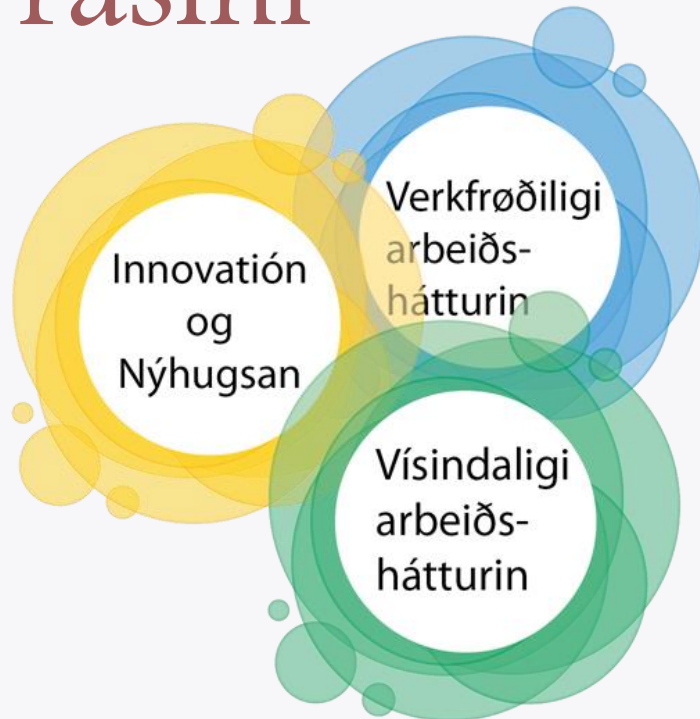 Innovatión
og
Nýhugsan
Verkfrøðiligi
arbeiðs-
hátturin
Vísindaligi
arbeiðs-
hátturin